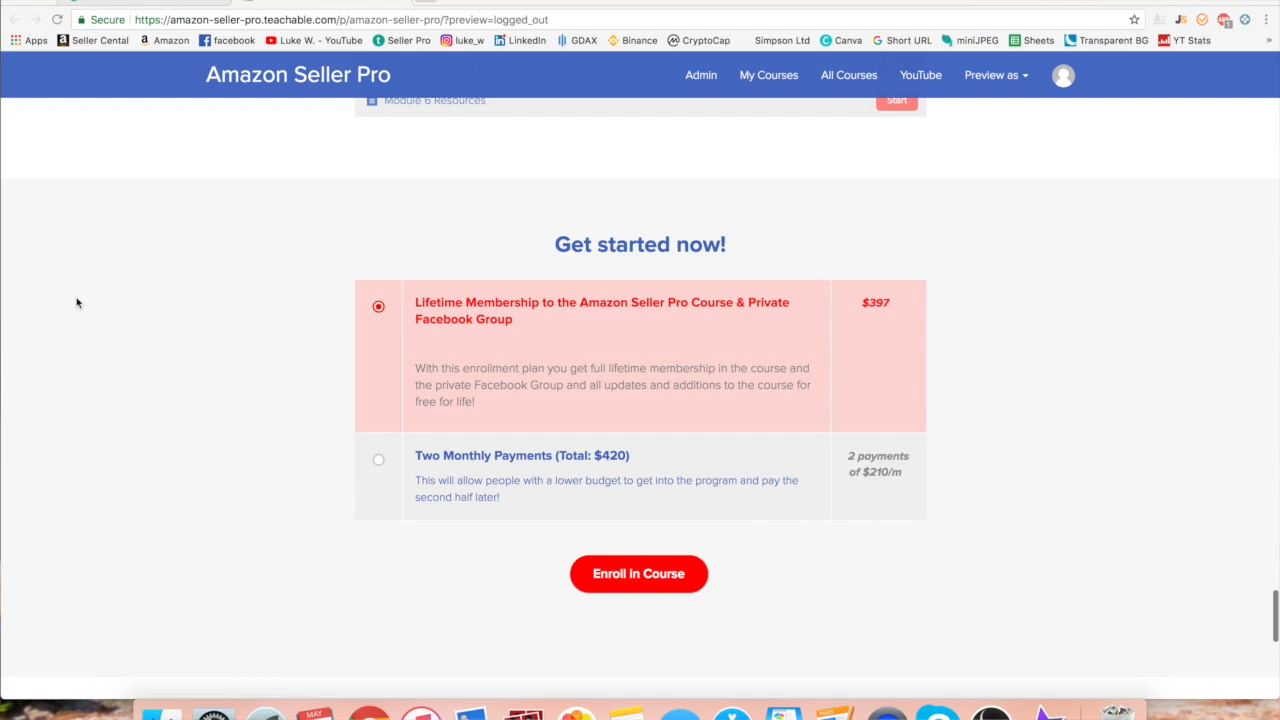 Secure https://amazon-seller-pro.teachable.com/p/amazon-seller-pro/?preview=logged_out
Apps Seller Cental Amazon facebook Luke W. - YouTube Seller Pro luke_w LinkedIn GDAX Binance CryptoCap Simpson Ltd Canva Short URL miniJPEG Sheets Transparent BG YT Stats »
Amazon Seller Pro Admin My Courses All Courses YouTube Preview as
Module 6 Resources Start
Get started now!
Lifetime Membership to the Amazon Seller Pro Course & Private $397
Facebook Group
With this enrollment plan you get full lifetime membership in the course and
the private Facebook Group and all updates and additions to the course for
free for life!
Two Monthly Payments (Total: $420) 2 payments
of $210/m
This will allow people with a lower budget to get into the program and pay the
second half later!
Enroll in Course
MAY